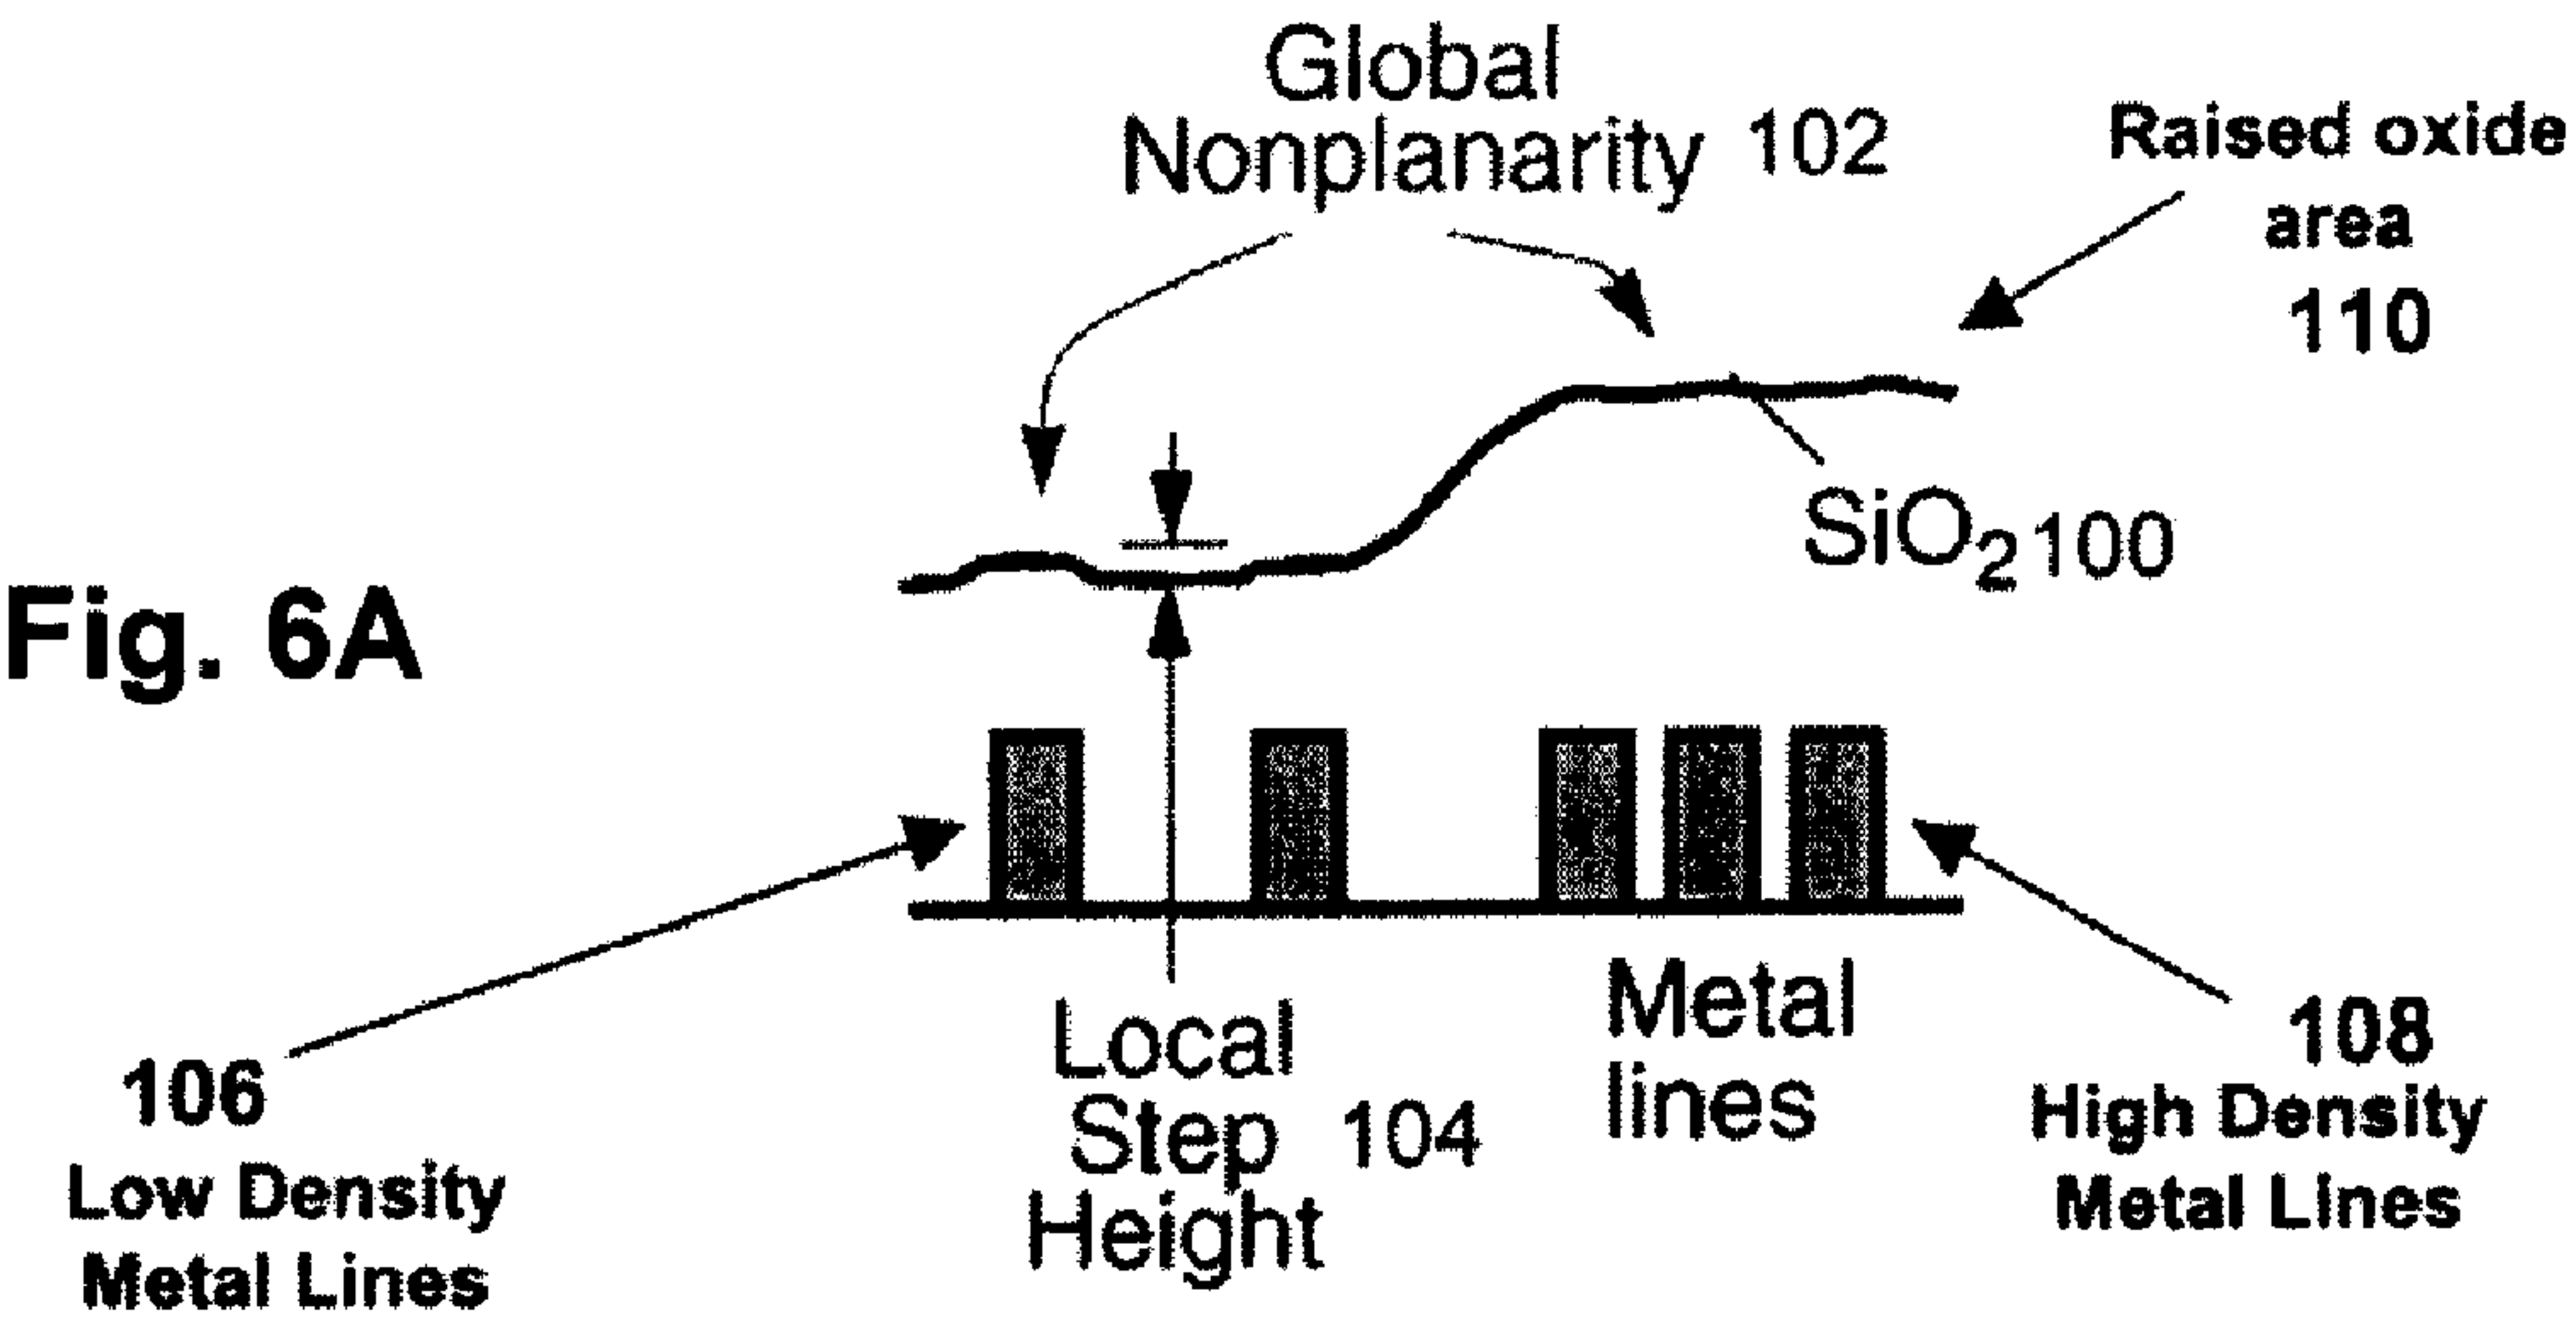 Global
Nonplanarity 102
Raised oxide
area
110
SiO2 100
Fig. 6A
106
Low Density
Metal Lines
Local
Step 104
Height
Metal
lines
108
High Density
Metal Lines